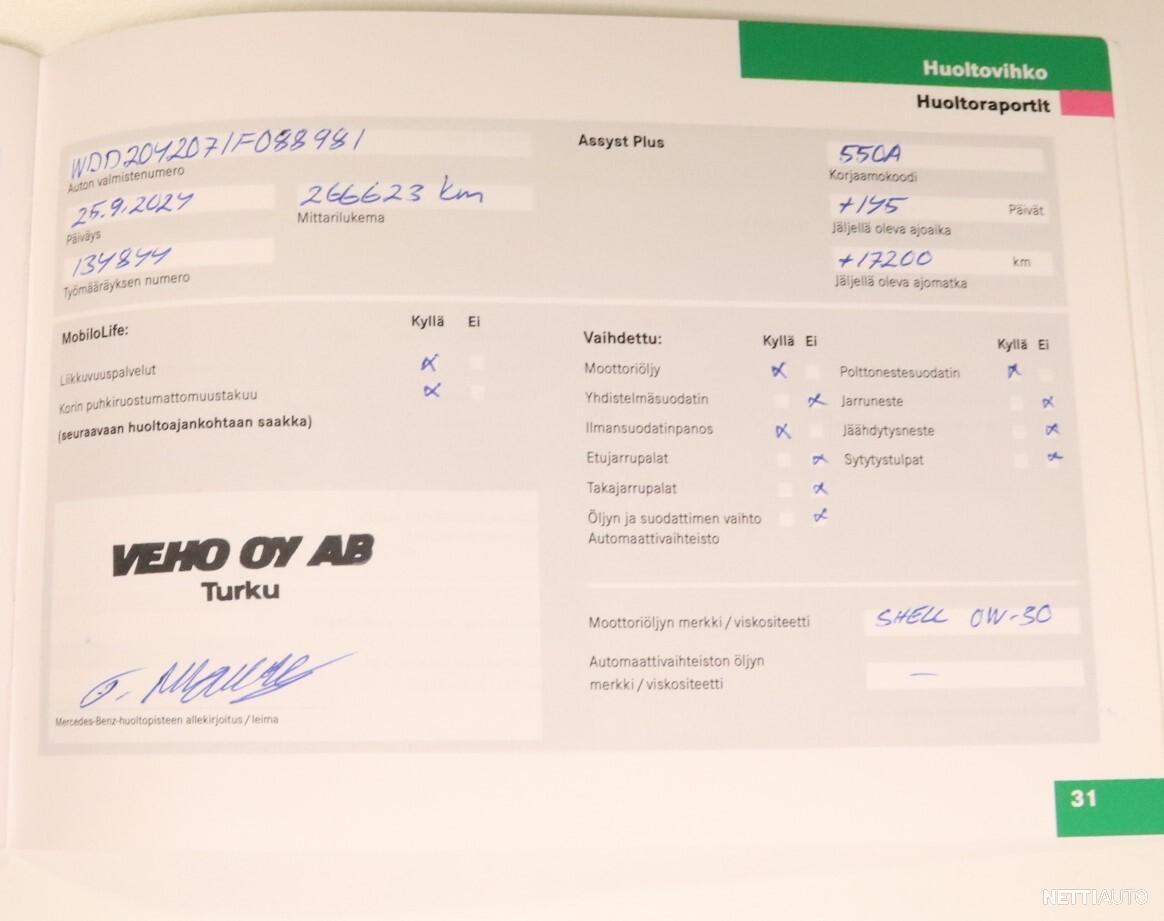 Huoltovihko
Huoltoraportit
WDD2042071F088981
Auton valmistenumero
25.9.2024
Päiväys
266623 km
Mittarilukema
134844
Työmääräyksen numero
Assyst Plus
550A
Korjaamokoodi
+145 Päivät
Jäljellä oleva ajoaika
+17200 km
Jäljellä oleva ajomatka
MobiloLife: Kyllä Ei
Liikkuvuuspalvelut x
Korin puhkiruostumattomuustakuu x
(seuraavaan huoltoajankohtaan saakka)
VEHO OY AB
Turku
Mercedes-Benz-huoltopisteen allekirjoitus / leima
Vaihdettu: Kyllä Ei Kyllä Ei
Moottoriöljy x Polttonestesuodatin x
Yhdistelmäsuodatin x Jarruneste x
Ilmansuodatinpanos x Jäähdytysneste x
Etujarrupalat x Sytytystulpat x
Takajarrupalat x
Öljyn ja suodattimen vaihto x
Automaattivaihteisto
Moottoriöljyn merkki / viskositeetti SHELL 0W-30
Automaattivaihteiston öljyn
merkki / viskositeetti —
31
NETTIAUTO